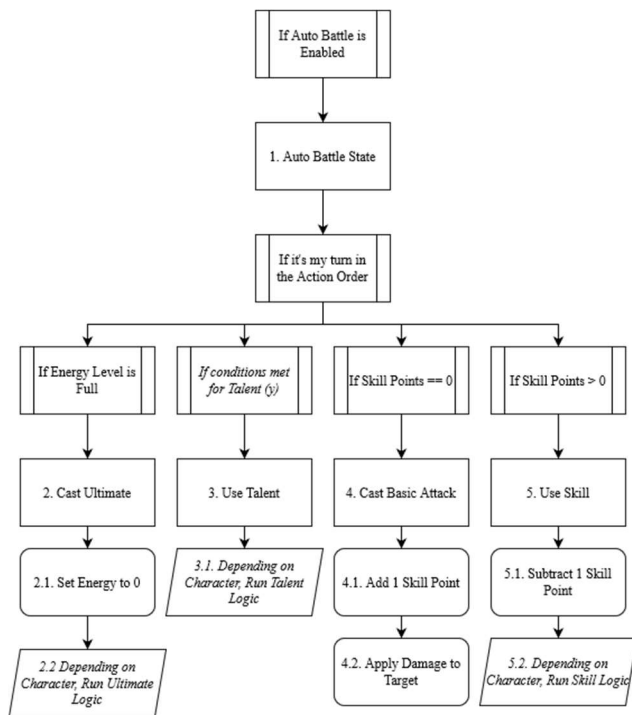 If Auto Battle is
Enabled
1. Auto Battle State
If it's my turn in
the Action Order
If Energy Level is
Full
If conditions met
for Talent (y)
If Skill Points == 0
If Skill Points > 0
2. Cast Ultimate
3. Use Talent
4. Cast Basic Attack
5. Use Skill
2.1. Set Energy to 0
3.1. Depending on
Character, Run Talent
Logic
4.1. Add 1 Skill Point
5.1. Subtract 1 Skill
Point
2.2 Depending on
Character, Run Ultimate
Logic
4.2. Apply Damage to
Target
5.2. Depending on
Character, Run Skill Logic